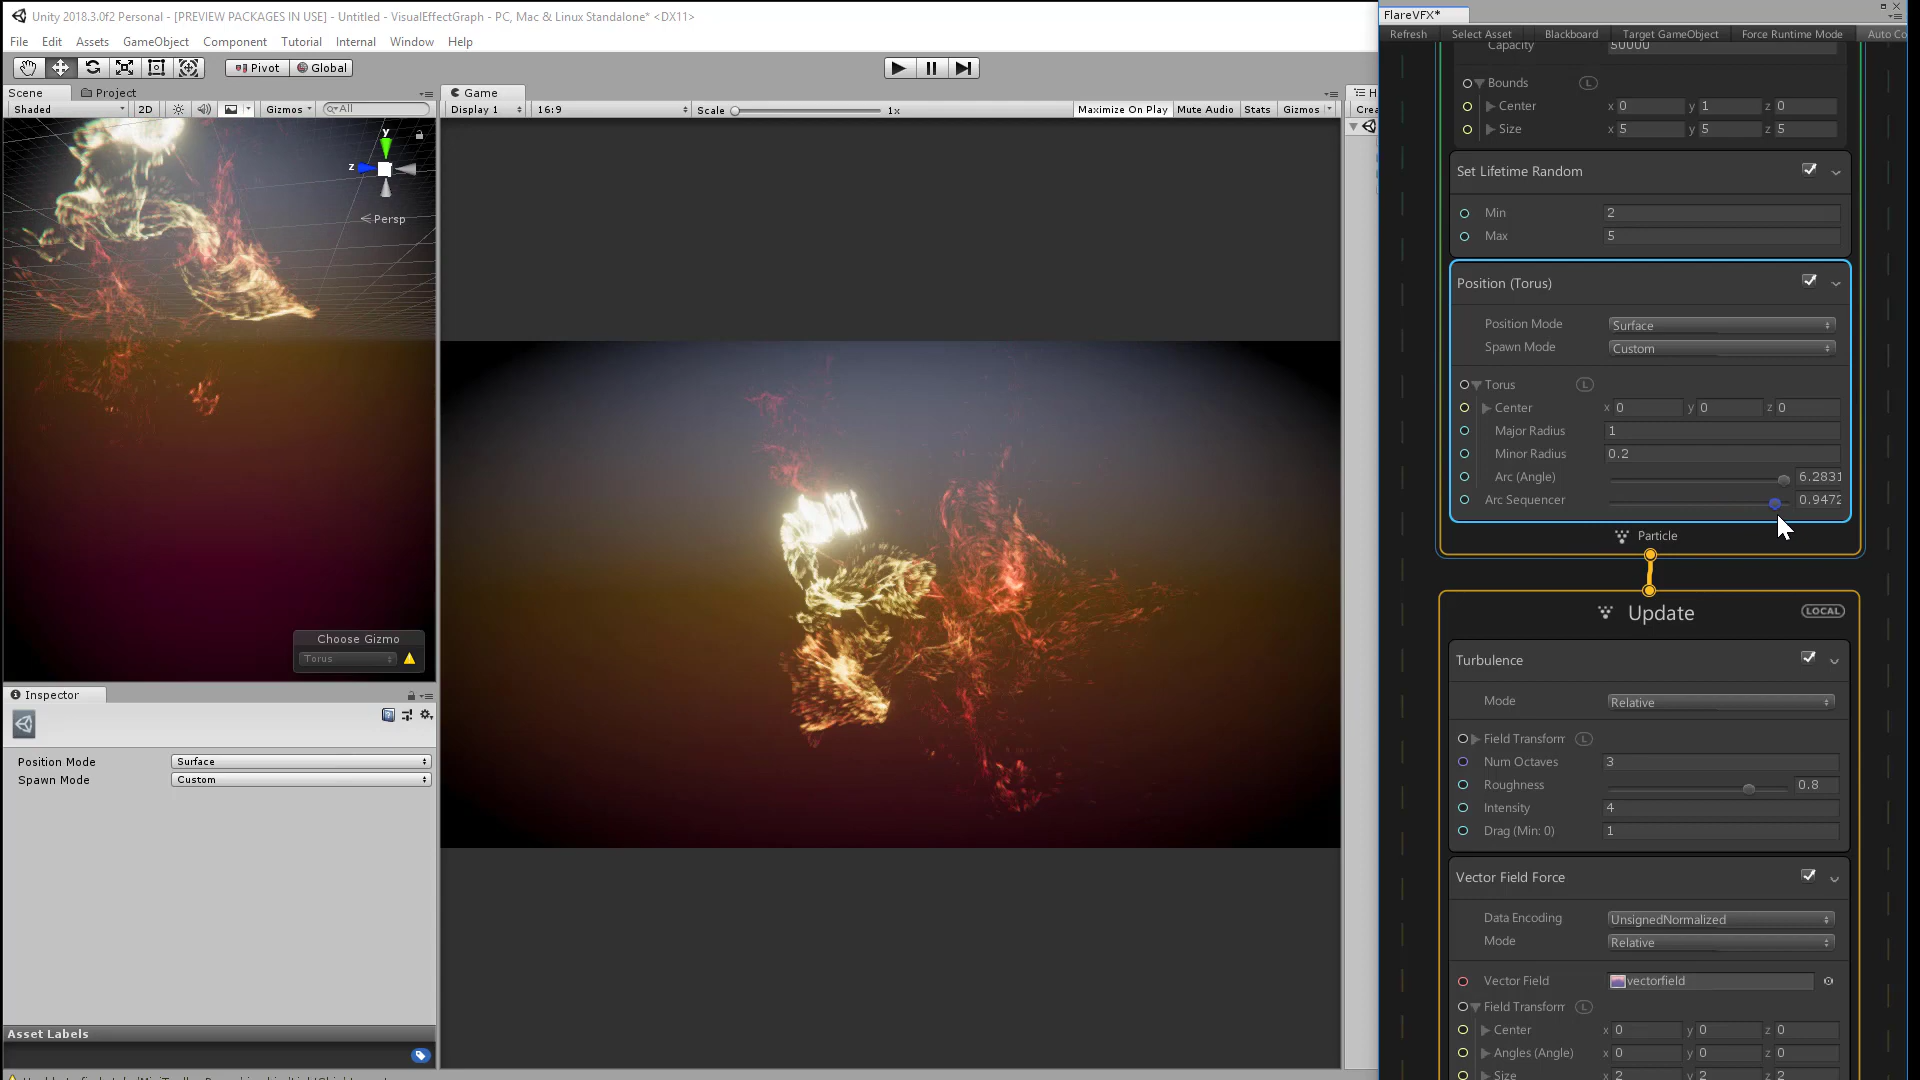 Unity 2018.3.0f2 Personal - [PREVIEW PACKAGES IN USE] - Untitled - VisualEffectGraph - PC, Mac & Linux Standalone* <DX11>
File Edit Assets GameObject Component Tutorial Internal Window Help
Pivot Global
Scene Project
Shaded 2D Gizmos All
y
z
Persp
Choose Gizmo
Torus
Game
Display 1 16:9 Scale 1x Maximize On Play Mute Audio Stats Gizmos
H
Crea
Inspector
Position Mode Surface
Spawn Mode Custom
Asset Labels
FlareVFX*
Refresh Select Asset Blackboard Target GameObject Force Runtime Mode Auto Co
Capacity 50000
Bounds L
Center x 0 y 1 z 0
Size x 5 y 5 z 5
Set Lifetime Random
Min 2
Max 5
Position (Torus)
Position Mode Surface
Spawn Mode Custom
Torus L
Center x 0 y 0 z 0
Major Radius 1
Minor Radius 0.2
Arc (Angle) 6.2831
Arc Sequencer 0.9472
Particle
Update LOCAL
Turbulence
Mode Relative
Field Transform L
Num Octaves 3
Roughness 0.8
Intensity 4
Drag (Min: 0) 1
Vector Field Force
Data Encoding UnsignedNormalized
Mode Relative
Vector Field vectorfield
Field Transform L
Center x 0 y 0 z 0
Angles (Angle) x 0 y 0 z 0
Size x 2 y 2 z 2